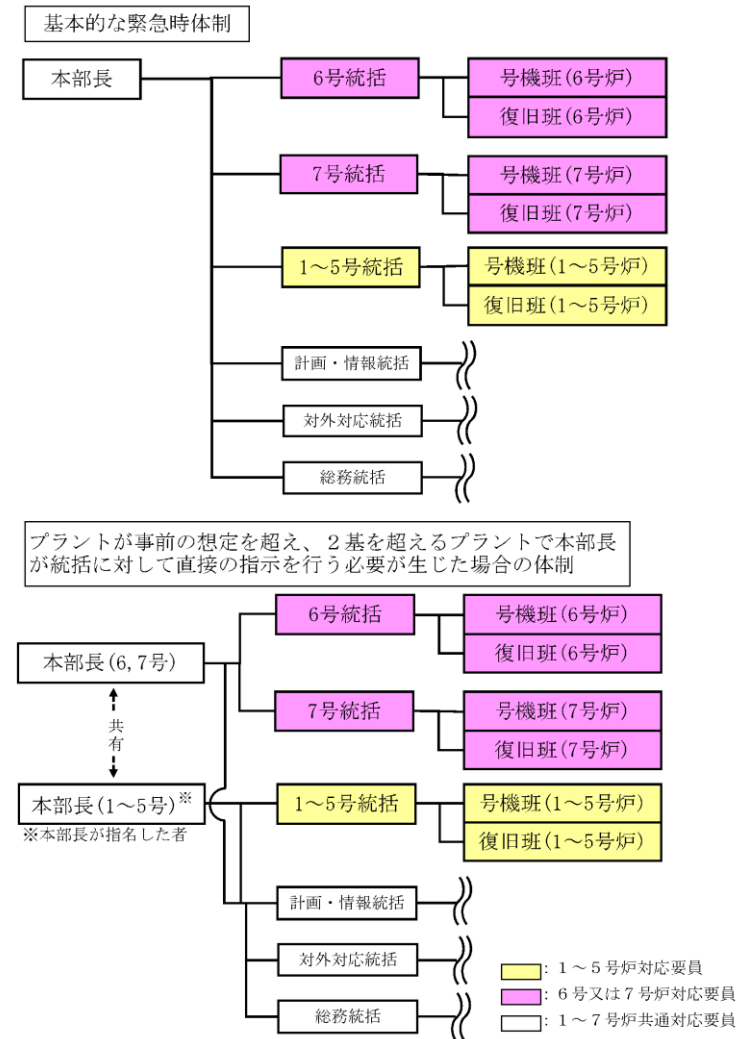 基本的な緊急時体制
本部長
6号統括
号機班(6号炉)
復旧班(6号炉)
7号統括
号機班(7号炉)
復旧班(7号炉)
1～5号統括
号機班(1～5号炉)
復旧班(1～5号炉)
計画・情報統括
対外対応統括
総務統括
プラントが事前の想定を超え、２基を超えるプラントで本部長
が統括に対して直接の指示を行う必要が生じた場合の体制
本部長(6,7号)
6号統括
号機班(6号炉)
復旧班(6号炉)
7号統括
号機班(7号炉)
復旧班(7号炉)
共有
本部長(1～5号)※
※本部長が指名した者
1～5号統括
号機班(1～5号炉)
復旧班(1～5号炉)
計画・情報統括
対外対応統括
総務統括
：１～５号炉対応要員
：６号又は７号炉対応要員
：１～７号炉共通対応要員